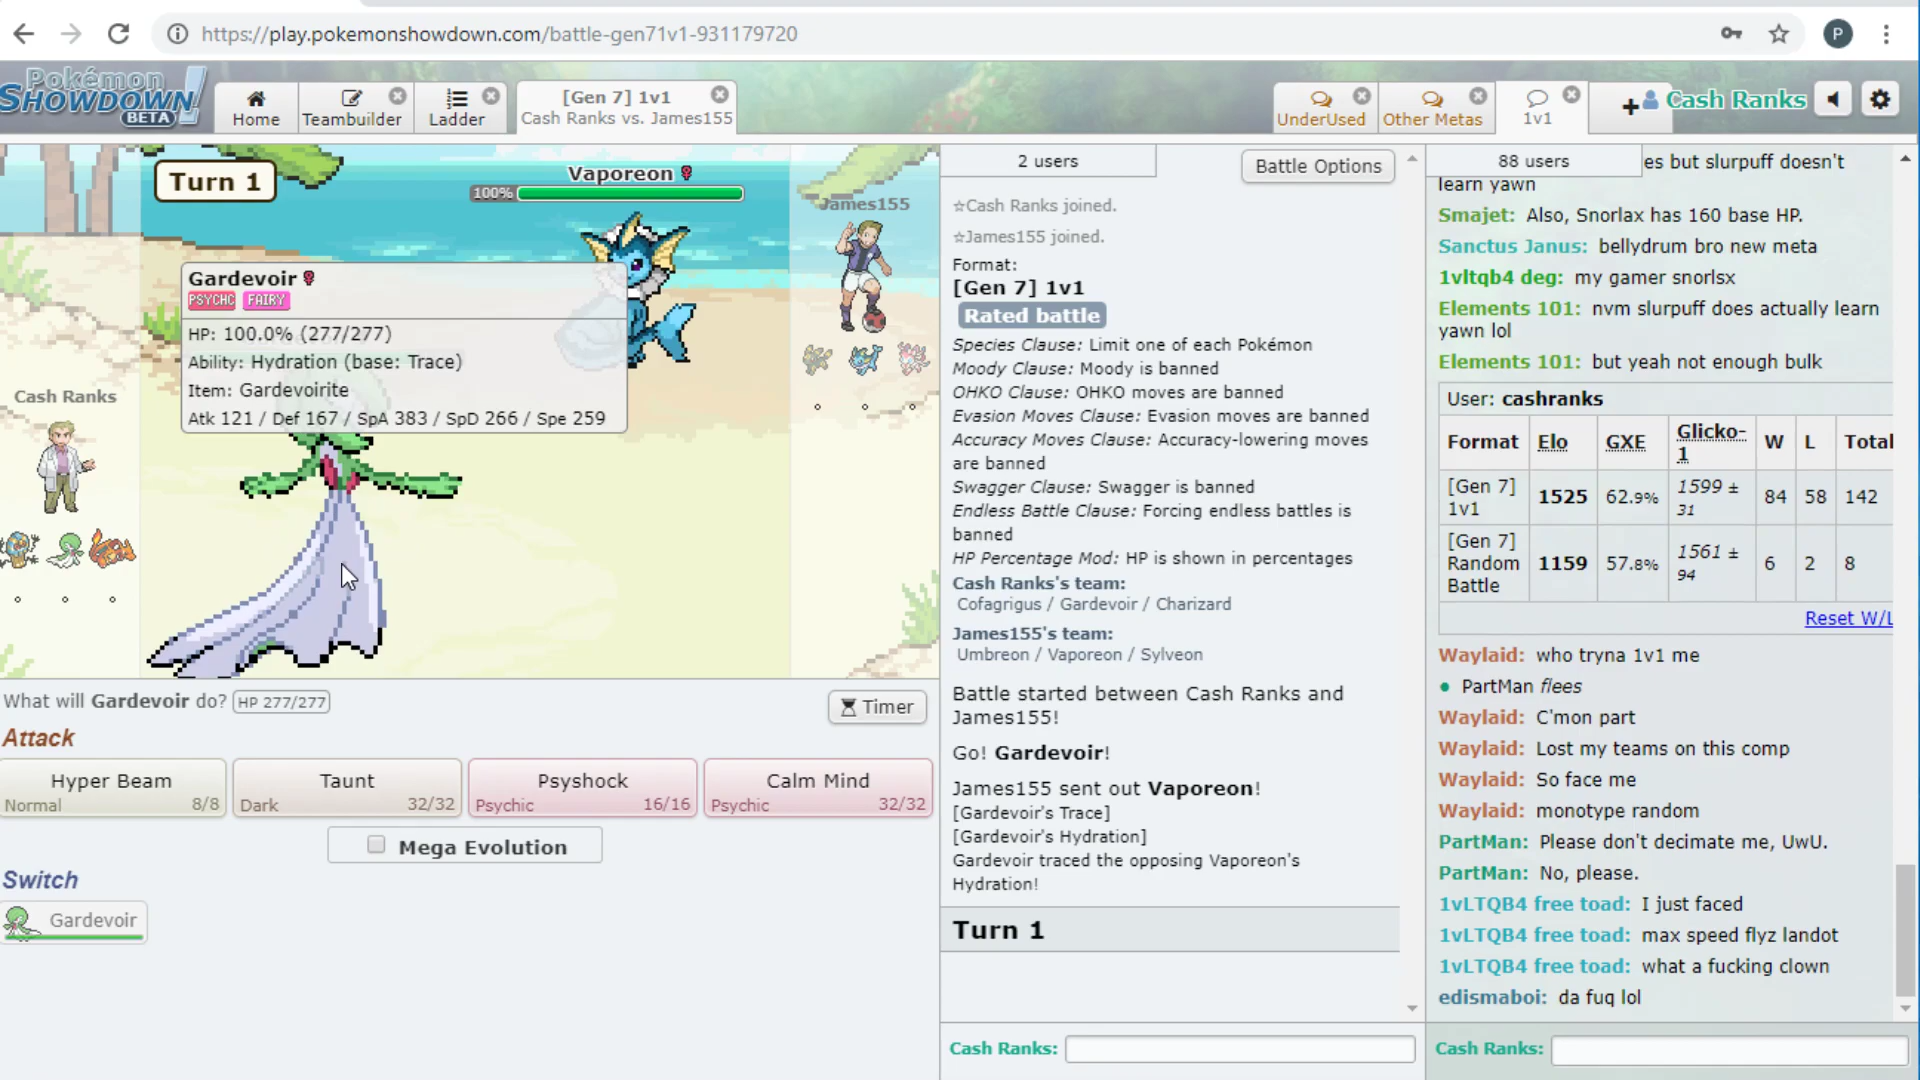 https://play.pokemonshowdown.com/battle-gen71v1-931179720
P
Pokémon
SHOWDOWN!
BETA
Home
Teambuilder
Ladder
[Gen 7] 1v1
Cash Ranks vs. James155
UnderUsed
Other Metas
1v1
Cash Ranks
Turn 1
Vaporeon
100%
James155
Gardevoir
PSYCHC FAIRY
HP: 100.0% (277/277)
Ability: Hydration (base: Trace)
Item: Gardevoirite
Atk 121 / Def 167 / SpA 383 / SpD 266 / Spe 259
Cash Ranks
What will Gardevoir do? HP 277/277
Timer
Attack
Hyper Beam
Normal 8/8
Taunt
Dark 32/32
Psyshock
Psychic 16/16
Calm Mind
Psychic 32/32
Mega Evolution
Switch
Gardevoir
2 users
Battle Options
☆Cash Ranks joined.
☆James155 joined.
Format:
[Gen 7] 1v1
Rated battle
Species Clause: Limit one of each Pokémon
Moody Clause: Moody is banned
OHKO Clause: OHKO moves are banned
Evasion Moves Clause: Evasion moves are banned
Accuracy Moves Clause: Accuracy-lowering moves
are banned
Swagger Clause: Swagger is banned
Endless Battle Clause: Forcing endless battles is
banned
HP Percentage Mod: HP is shown in percentages
Cash Ranks's team:
Cofagrigus / Gardevoir / Charizard
James155's team:
Umbreon / Vaporeon / Sylveon
Battle started between Cash Ranks and
James155!
Go! Gardevoir!
James155 sent out Vaporeon!
[Gardevoir's Trace]
[Gardevoir's Hydration]
Gardevoir traced the opposing Vaporeon's
Hydration!
Turn 1
Cash Ranks:
88 users
es but slurpuff doesn't
learn yawn
Smajet: Also, Snorlax has 160 base HP.
Sanctus Janus: bellydrum bro new meta
1vltqb4 deg: my gamer snorlsx
Elements 101: nvm slurpuff does actually learn
yawn lol
Elements 101: but yeah not enough bulk
User: cashranks
Format Elo GXE Glicko-1 W L Total
[Gen 7] 1v1 1525 62.9% 1599 ± 31 84 58 142
[Gen 7] Random Battle 1159 57.8% 1561 ± 94 6 2 8
Reset W/L
Waylaid: who tryna 1v1 me
• PartMan flees
Waylaid: C'mon part
Waylaid: Lost my teams on this comp
Waylaid: So face me
Waylaid: monotype random
PartMan: Please don't decimate me, UwU.
PartMan: No, please.
1vLTQB4 free toad: I just faced
1vLTQB4 free toad: max speed flyz landot
1vLTQB4 free toad: what a fucking clown
edismaboi: da fuq lol
Cash Ranks: